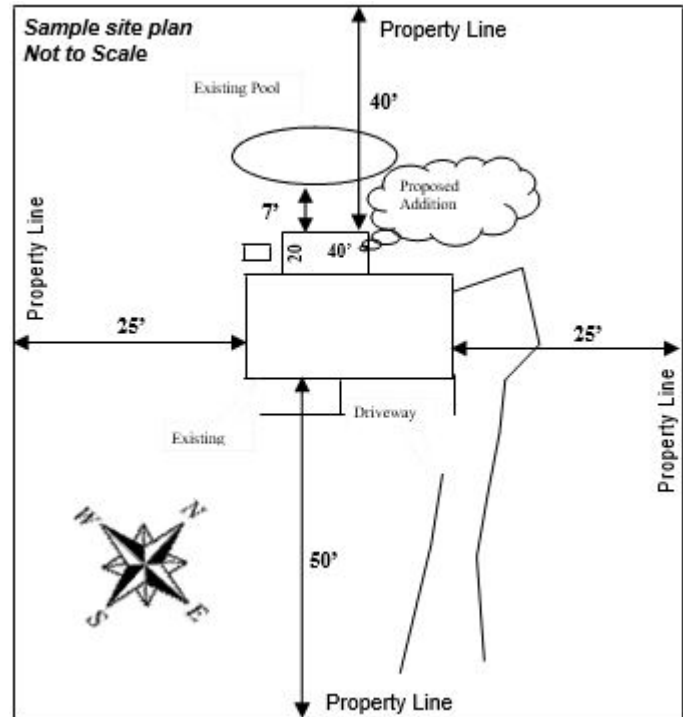 Sample site plan
Not to Scale
Property Line
Existing Pool
40’
Proposed
Addition
7’
20
40’
Property Line
25’
25’
Property Line
Driveway
Existing
W
N
S
E
50’
Property Line